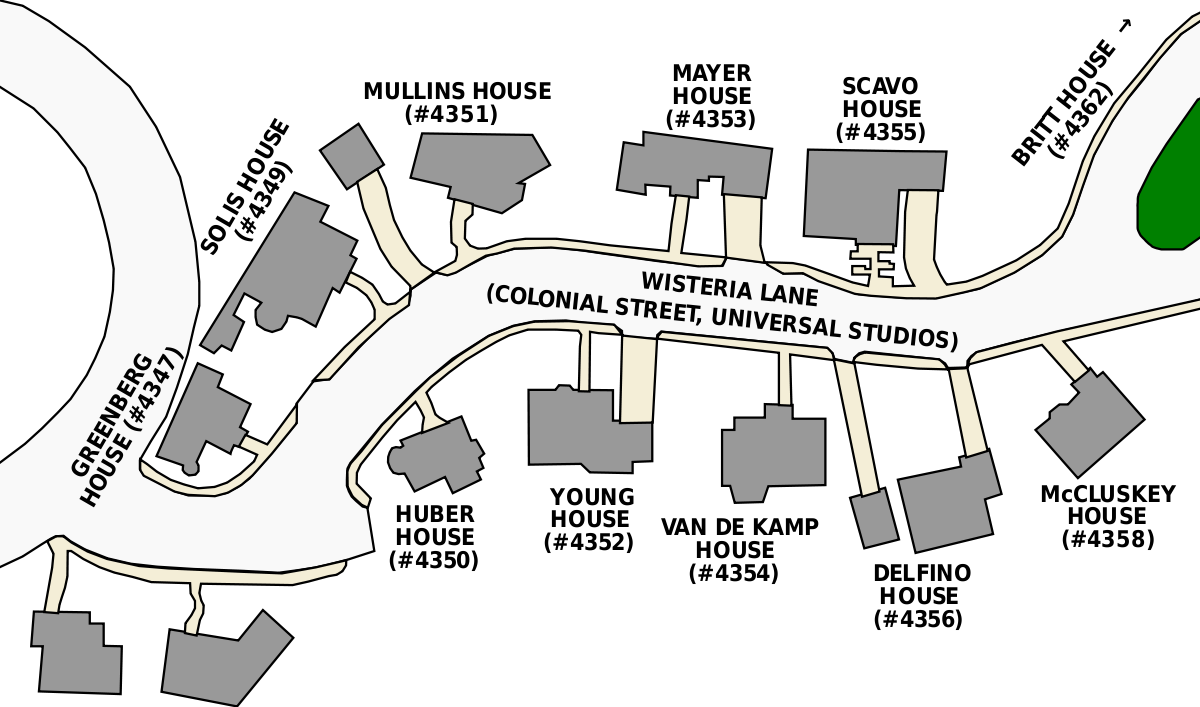 MULLINS HOUSE
(#4351)
MAYER
HOUSE
(#4353)
SCAVO
HOUSE
(#4355)
BRITT HOUSE →
(#4362)
SOLIS HOUSE
(#4349)
GREENBERG
HOUSE (#4347)
WISTERIA LANE
(COLONIAL STREET, UNIVERSAL STUDIOS)
HUBER
HOUSE
(#4350)
YOUNG
HOUSE
(#4352)
VAN DE KAMP
HOUSE
(#4354)
DELFINO
HOUSE
(#4356)
McCLUSKEY
HOUSE
(#4358)